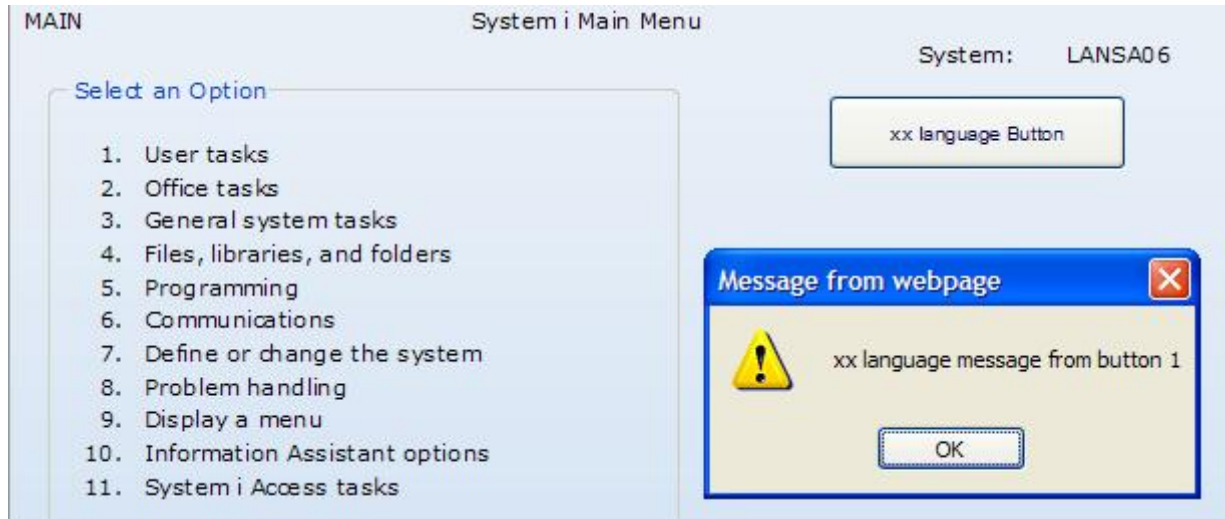 MAIN System i Main Menu
System: LANSA06
Select an Option
xx language Button
1. User tasks
2. Office tasks
3. General system tasks
4. Files, libraries, and folders
5. Programming
6. Communications
7. Define or change the system
8. Problem handling
9. Display a menu
10. Information Assistant options
11. System i Access tasks
Message from webpage
xx language message from button 1
OK